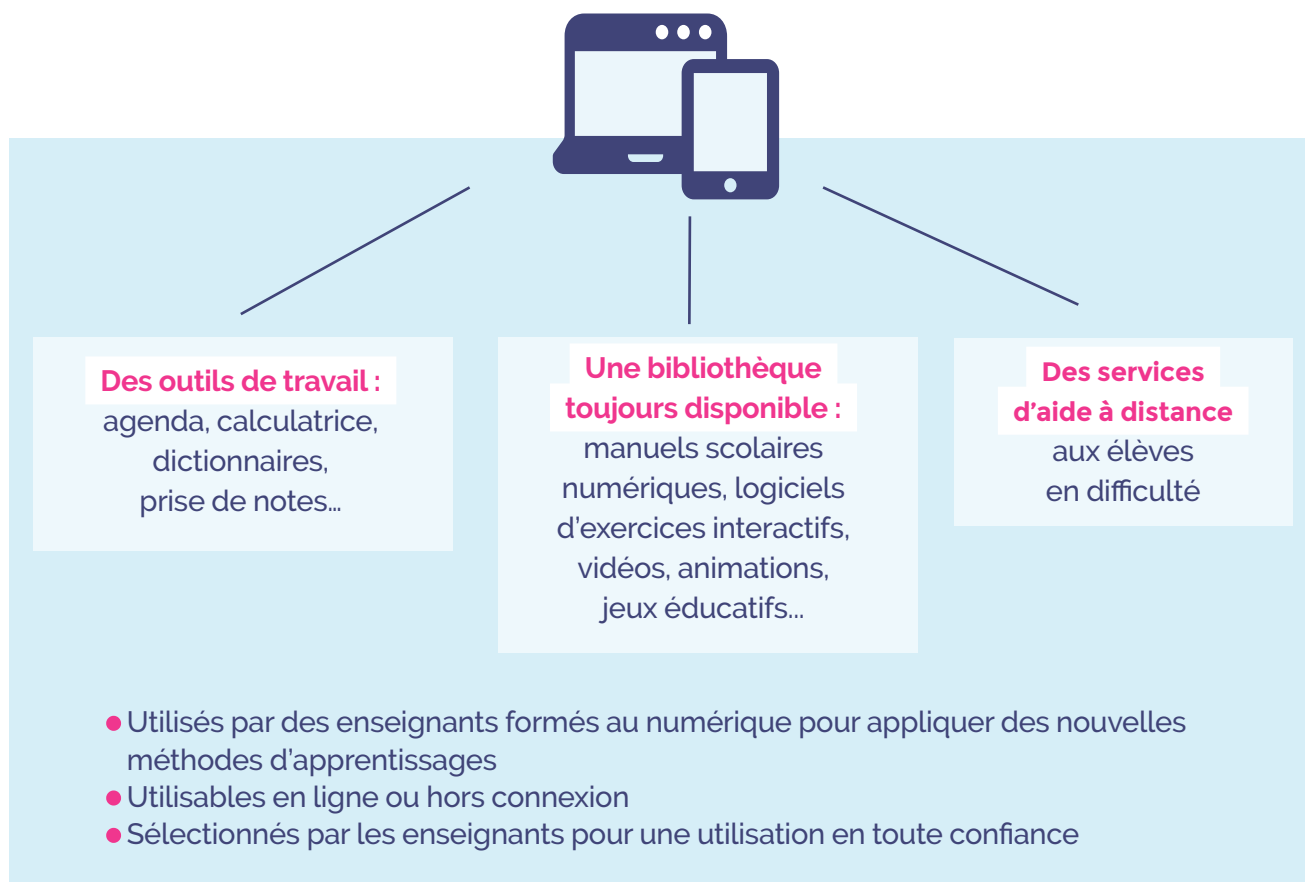 Des outils de travail :
agenda, calculatrice,
dictionnaires,
prise de notes...
Une bibliothèque
toujours disponible :
manuels scolaires
numériques, logiciels
d'exercices interactifs,
vidéos, animations,
jeux éducatifs...
Des services
d'aide à distance
aux élèves
en difficulté
● Utilisés par des enseignants formés au numérique pour appliquer des nouvelles
méthodes d'apprentissages
● Utilisables en ligne ou hors connexion
● Sélectionnés par les enseignants pour une utilisation en toute confiance